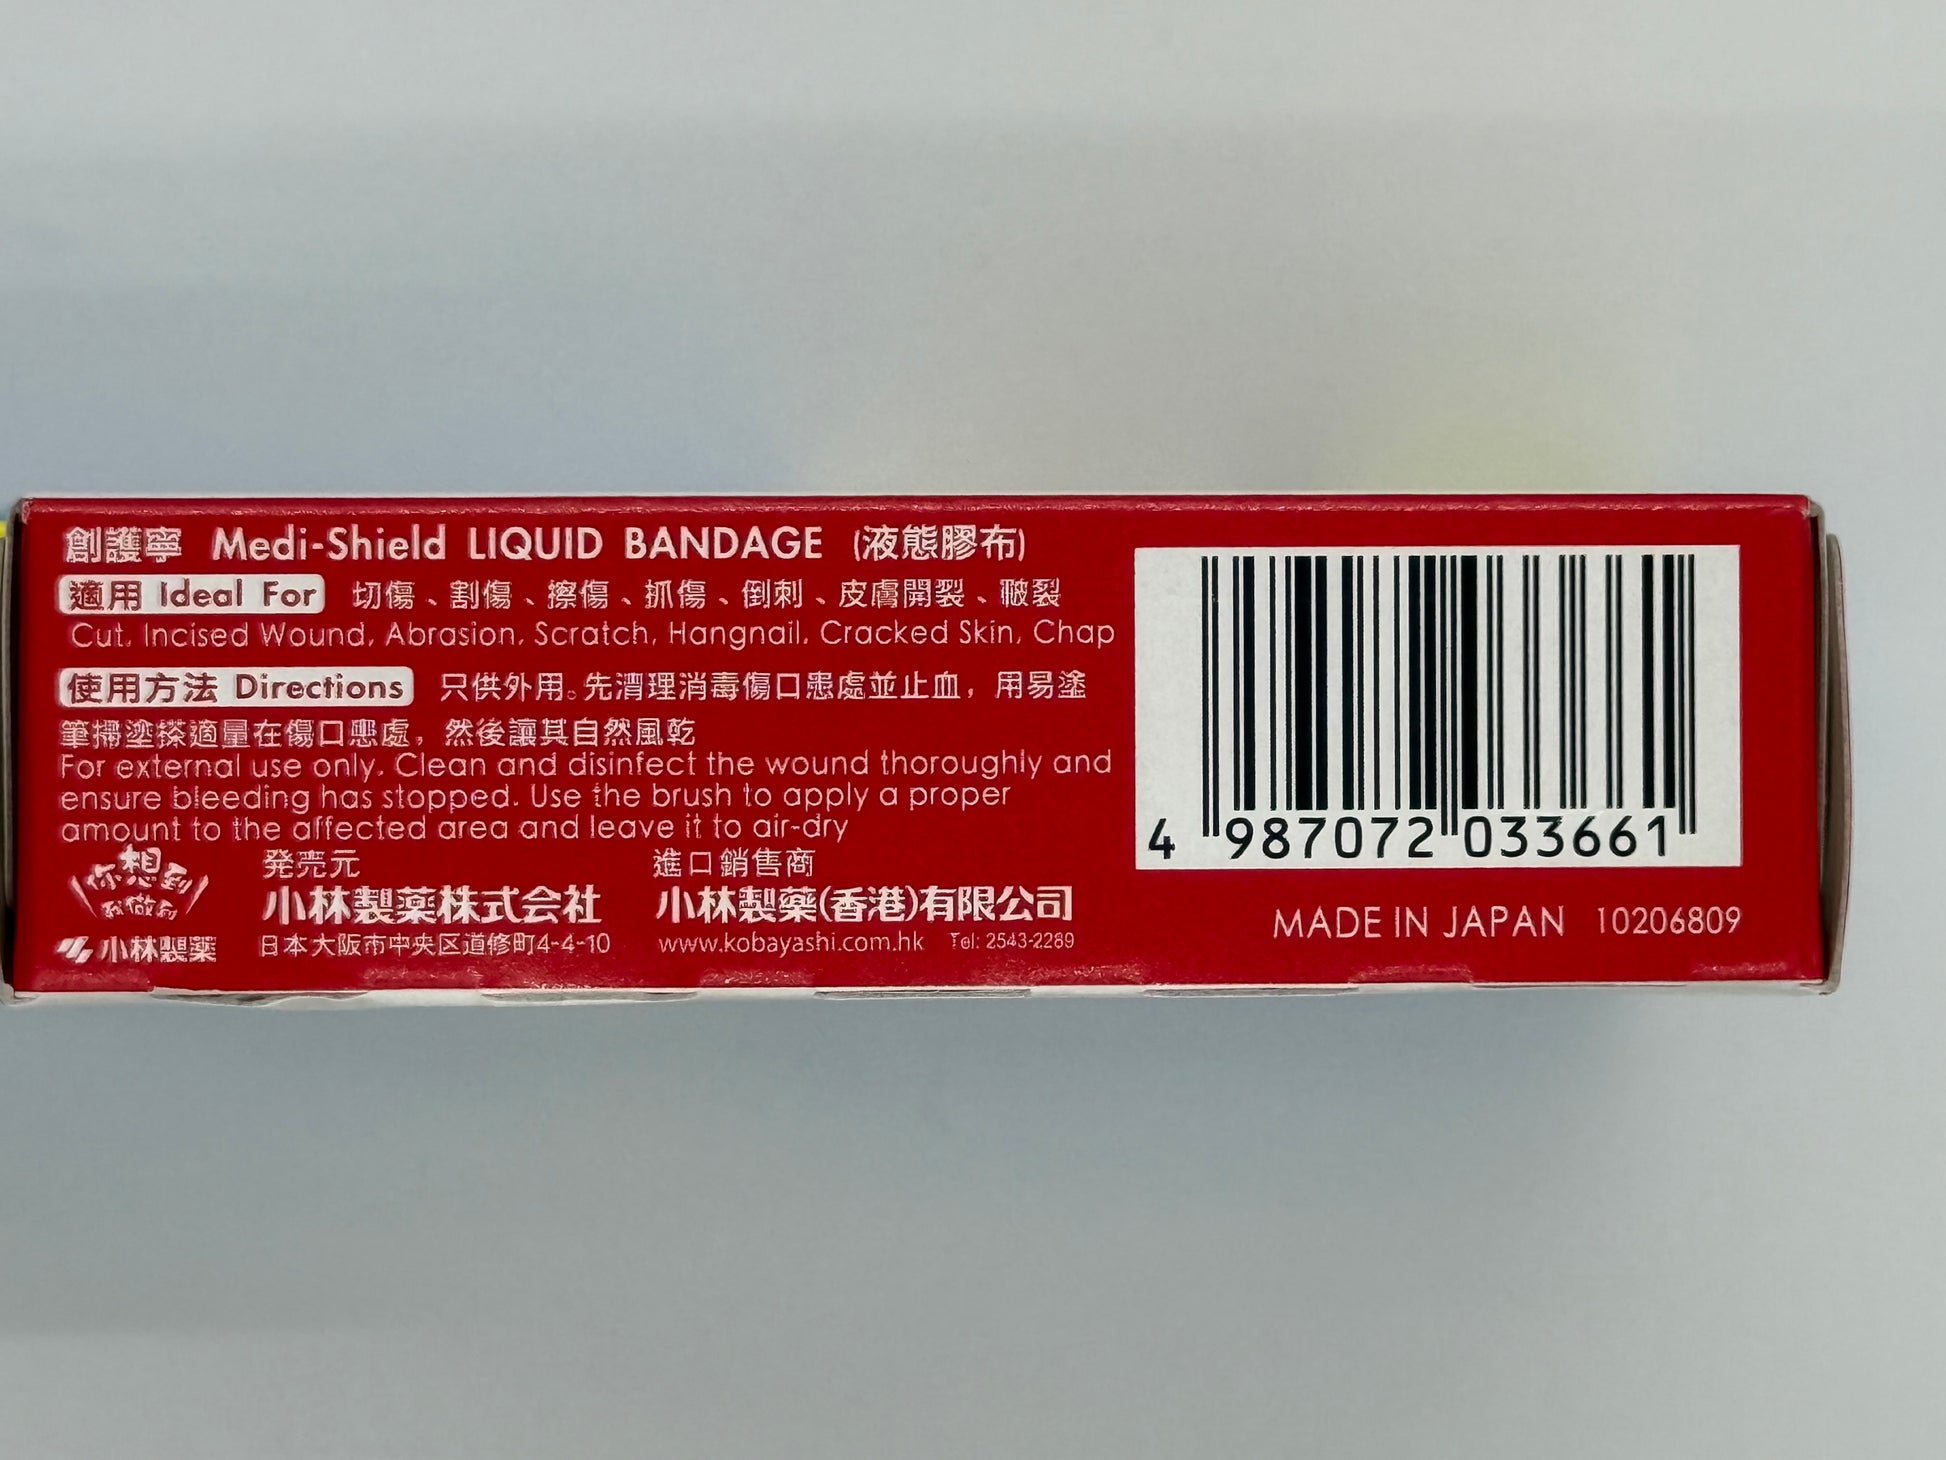 創護寧 Medi-Shield LIQUID BANDAGE (液態膠布)
適用 Ideal For 切傷、割傷、擦傷、抓傷、倒刺、皮膚開裂、皸裂
Cut, Incised Wound, Abrasion, Scratch, Hangnail, Cracked Skin, Chap
使用方法 Directions 只供外用。先清理消毒傷口患處並止血，用易塗
筆掃塗搽適量在傷口患處，然後讓其自然風乾
For external use only. Clean and disinfect the wound thoroughly and
ensure bleeding has stopped. Use the brush to apply a proper
amount to the affected area and leave it to air-dry
你想到
我做到
小林製薬
発売元
小林製薬株式会社
日本大阪市中央区道修町4-4-10
進口銷售商
小林製藥(香港)有限公司
www.kobayashi.com.hk Tel: 2543-2289
4 987072 033661
MADE IN JAPAN 10206809